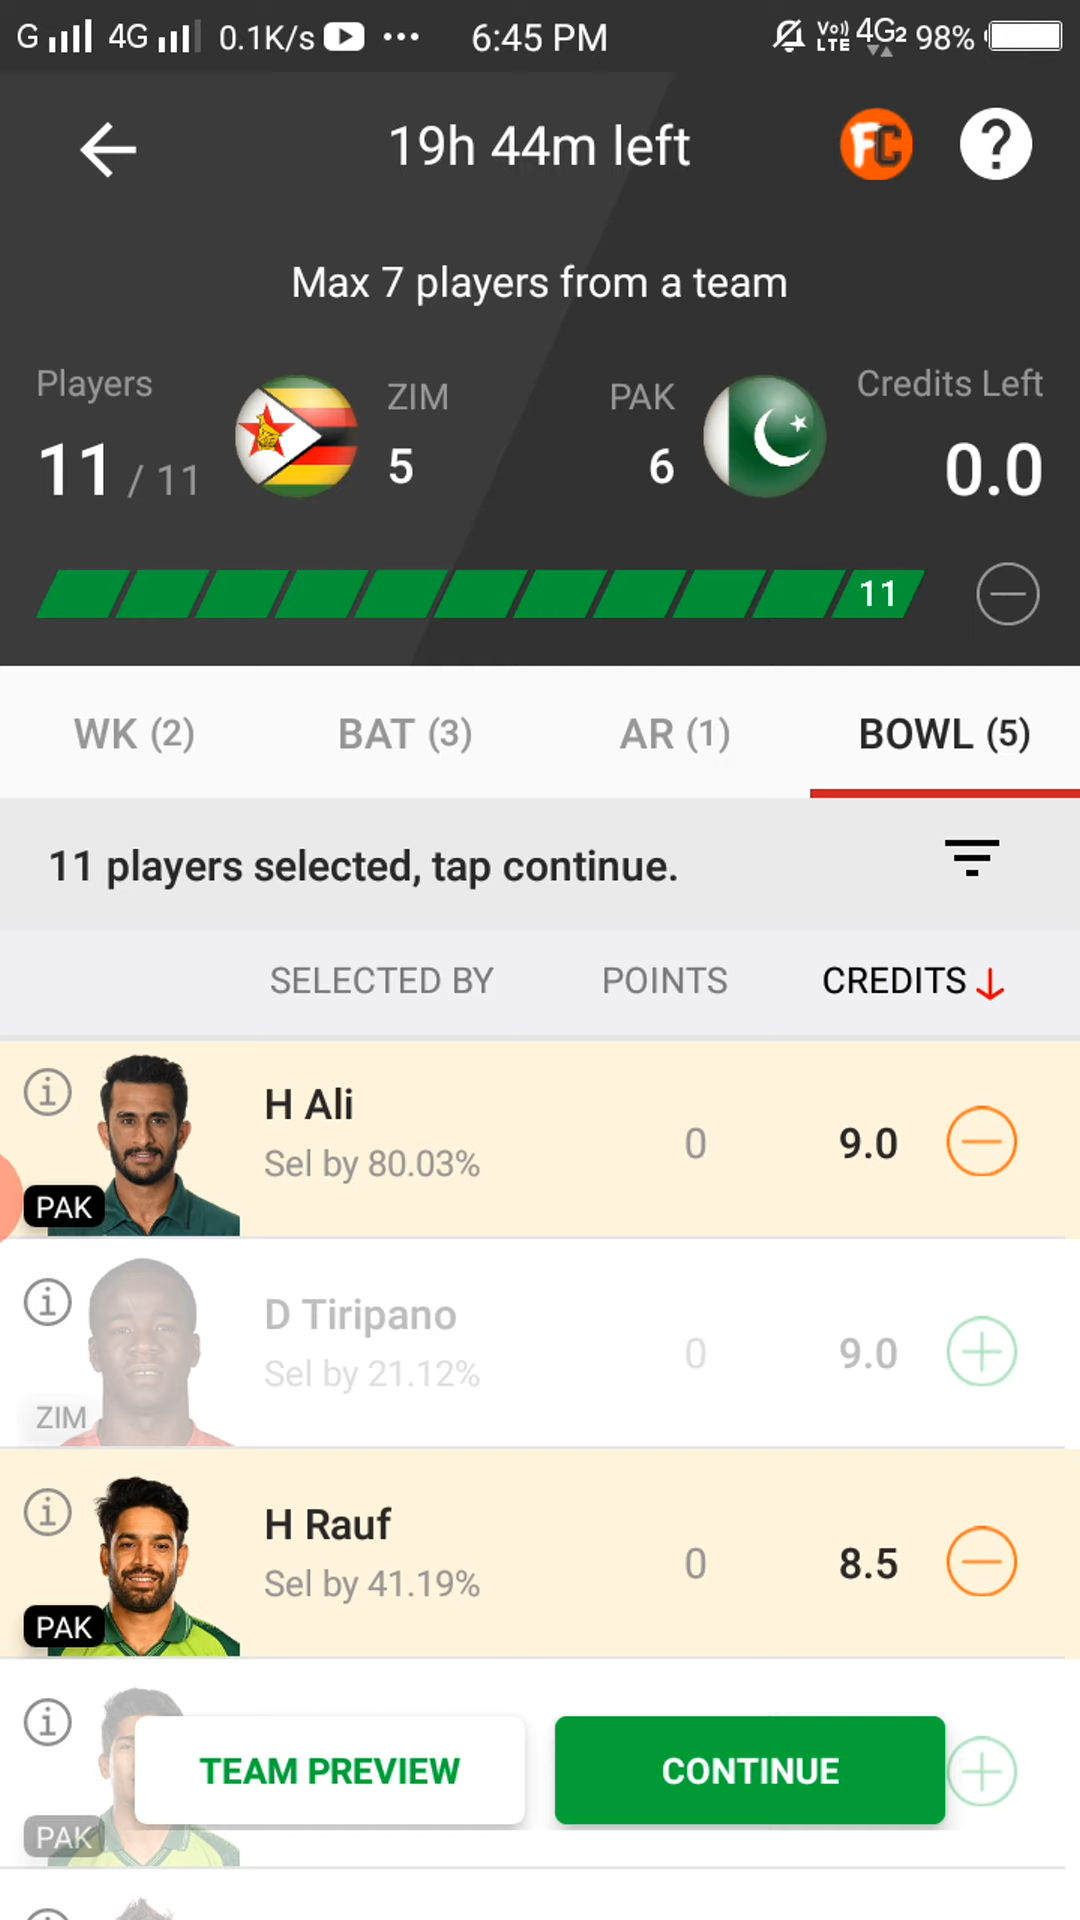 G 4G 0.1K/s 6:45 PM Vo)) LTE 4G2 98%
19h 44m left FC ?
Max 7 players from a team
Players ZIM PAK Credits Left
11 / 11 5 6 0.0
11
WK (2) BAT (3) AR (1) BOWL (5)
11 players selected, tap continue.
SELECTED BY POINTS CREDITS
H Ali
Sel by 80.03% 0 9.0
PAK
D Tiripano
Sel by 21.12% 0 9.0
ZIM
H Rauf
Sel by 41.19% 0 8.5
PAK
TEAM PREVIEW CONTINUE
PAK